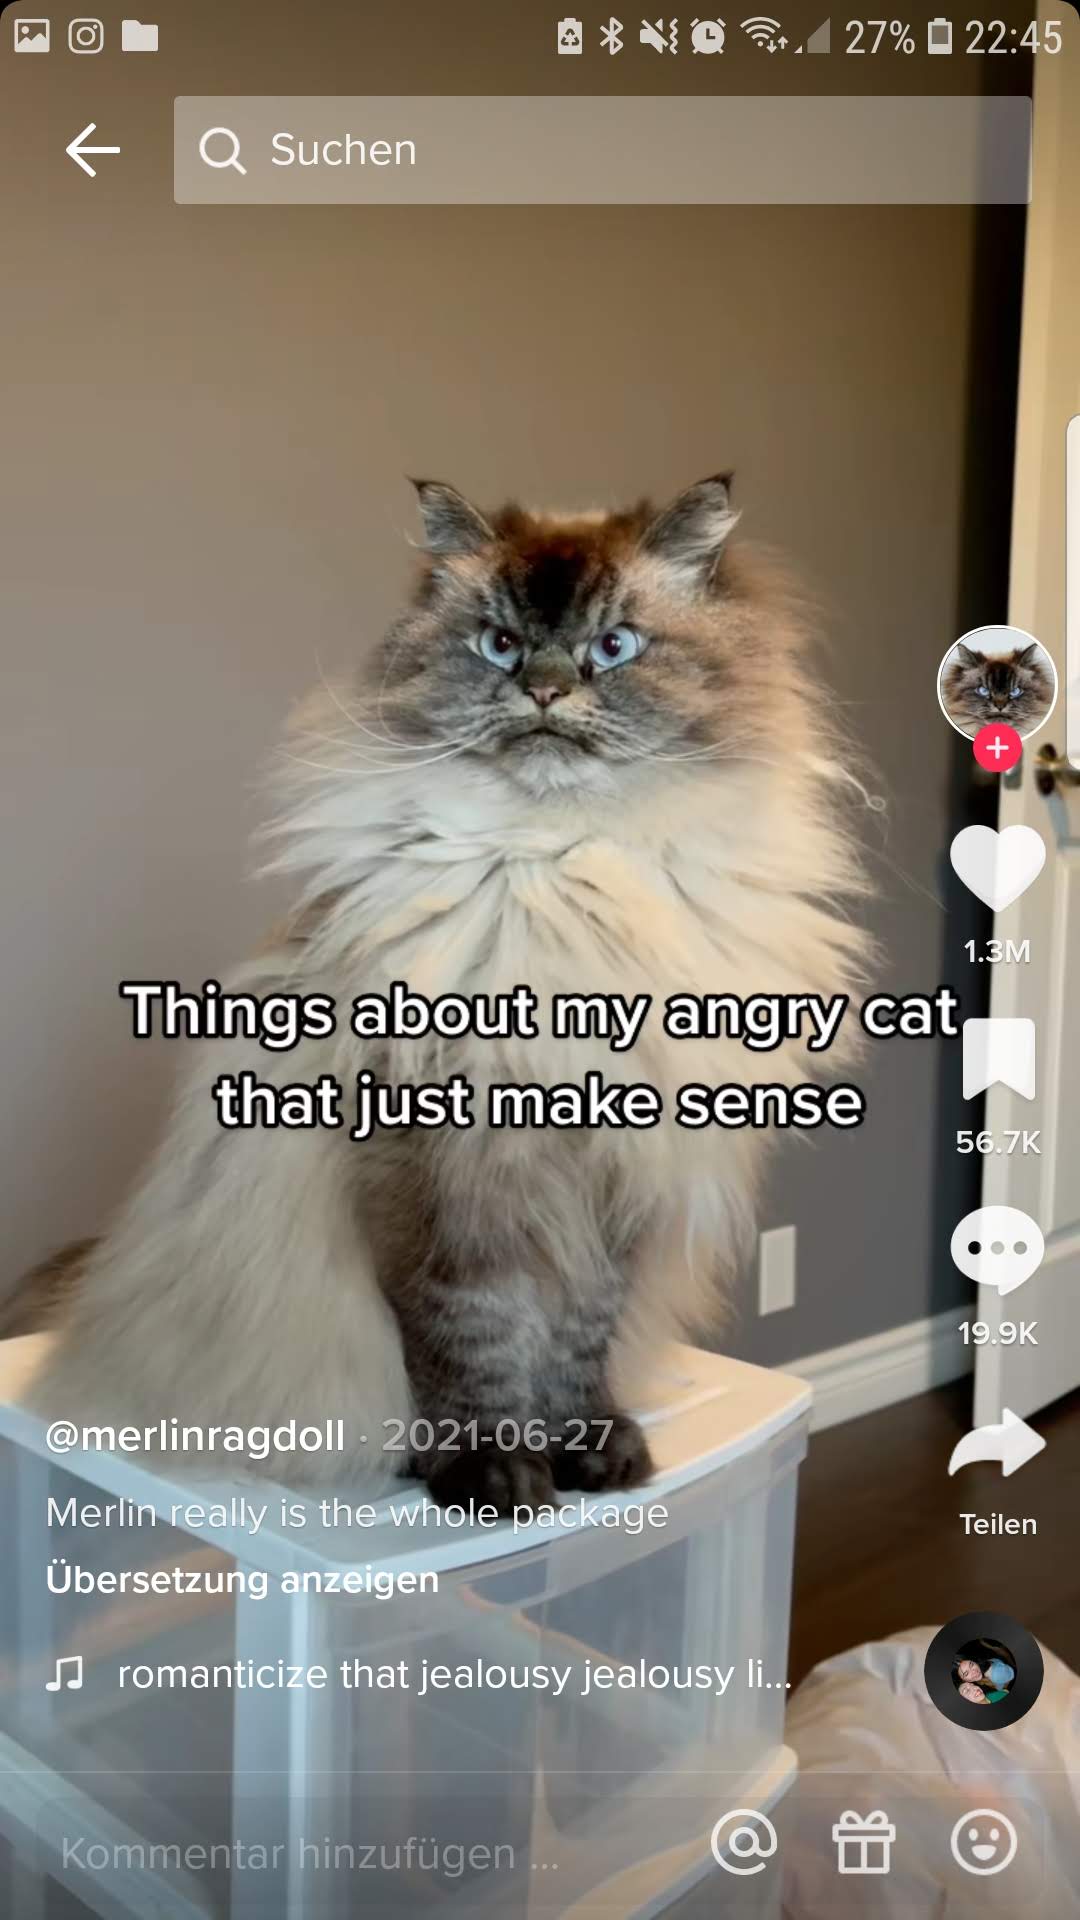 27% 22:45
Suchen
Things about my angry cat
that just make sense
1.3M
56.7K
19.9K
@merlinragdoll · 2021-06-27
Merlin really is the whole package
Teilen
Übersetzung anzeigen
romanticize that jealousy jealousy li...
Kommentar hinzufügen ...